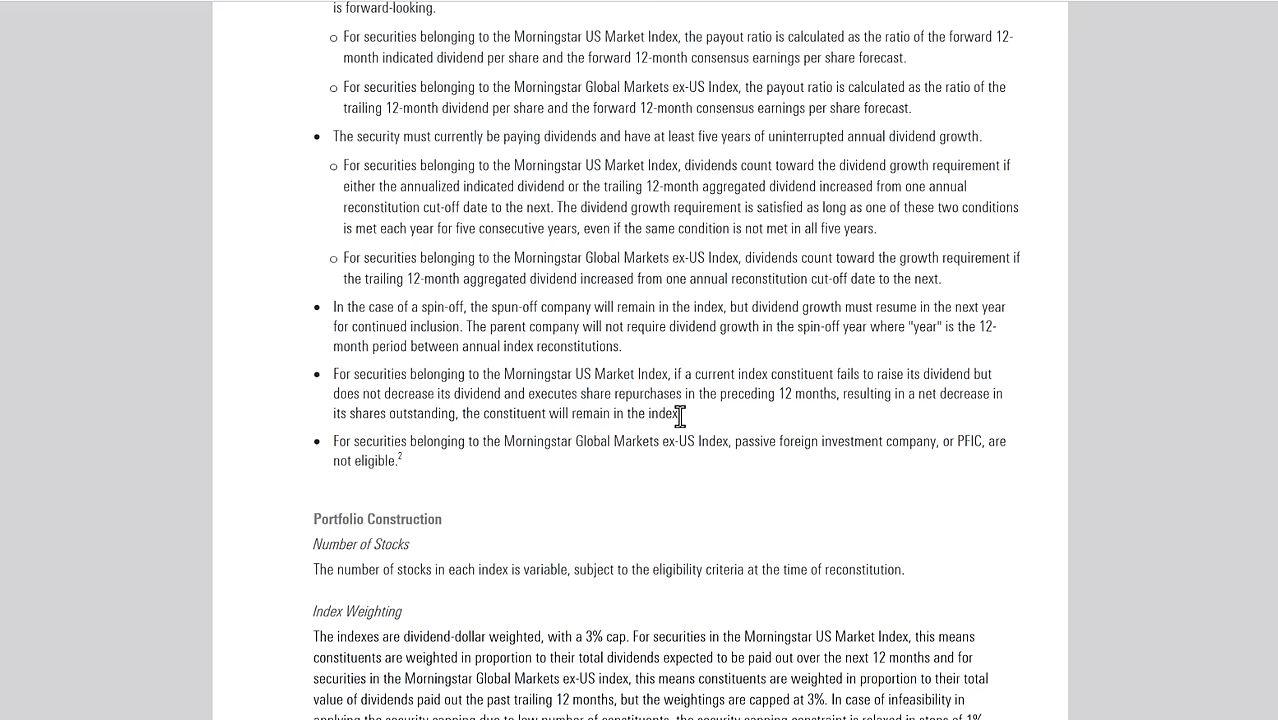 is forward-looking.
o For securities belonging to the Morningstar US Market Index, the payout ratio is calculated as the ratio of the forward 12-
month indicated dividend per share and the forward 12-month consensus earnings per share forecast.
o For securities belonging to the Morningstar Global Markets ex-US Index, the payout ratio is calculated as the ratio of the
trailing 12-month dividend per share and the forward 12-month consensus earnings per share forecast.
• The security must currently be paying dividends and have at least five years of uninterrupted annual dividend growth.
o For securities belonging to the Morningstar US Market Index, dividends count toward the dividend growth requirement if
either the annualized indicated dividend or the trailing 12-month aggregated dividend increased from one annual
reconstitution cut-off date to the next. The dividend growth requirement is satisfied as long as one of these two conditions
is met each year for five consecutive years, even if the same condition is not met in all five years.
o For securities belonging to the Morningstar Global Markets ex-US Index, dividends count toward the growth requirement if
the trailing 12-month aggregated dividend increased from one annual reconstitution cut-off date to the next.
• In the case of a spin-off, the spun-off company will remain in the index, but dividend growth must resume in the next year
for continued inclusion. The parent company will not require dividend growth in the spin-off year where "year" is the 12-
month period between annual index reconstitutions.
• For securities belonging to the Morningstar US Market Index, if a current index constituent fails to raise its dividend but
does not decrease its dividend and executes share repurchases in the preceding 12 months, resulting in a net decrease in
its shares outstanding, the constituent will remain in the index
• For securities belonging to the Morningstar Global Markets ex-US Index, passive foreign investment company, or PFIC, are
not eligible.2
Portfolio Construction
Number of Stocks
The number of stocks in each index is variable, subject to the eligibility criteria at the time of reconstitution.
Index Weighting
The indexes are dividend-dollar weighted, with a 3% cap. For securities in the Morningstar US Market Index, this means
constituents are weighted in proportion to their total dividends expected to be paid out over the next 12 months and for
securities in the Morningstar Global Markets ex-US index, this means constituents are weighted in proportion to their total
value of dividends paid out the past trailing 12 months, but the weightings are capped at 3%. In case of infeasibility in
applying the security capping due to low number of constituents, the security capping constraint is relaxed in steps of 1%